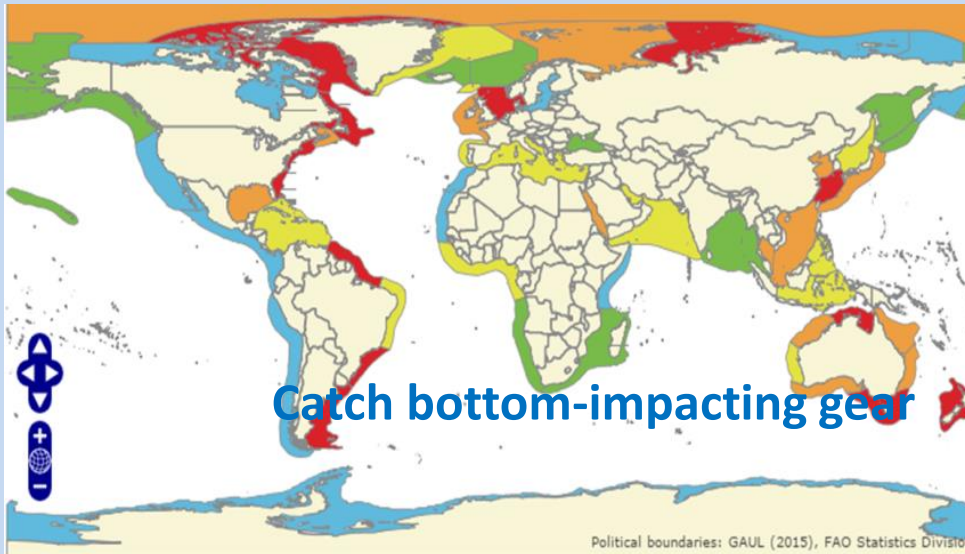 Catch bottom-impacting gear
Political boundaries: GAUL (2015), FAO Statistics Divisio